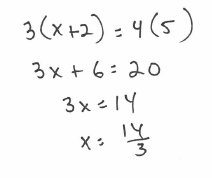 3(x+2) = 4(5)
3x + 6 = 20
3x = 14
x = 14/3